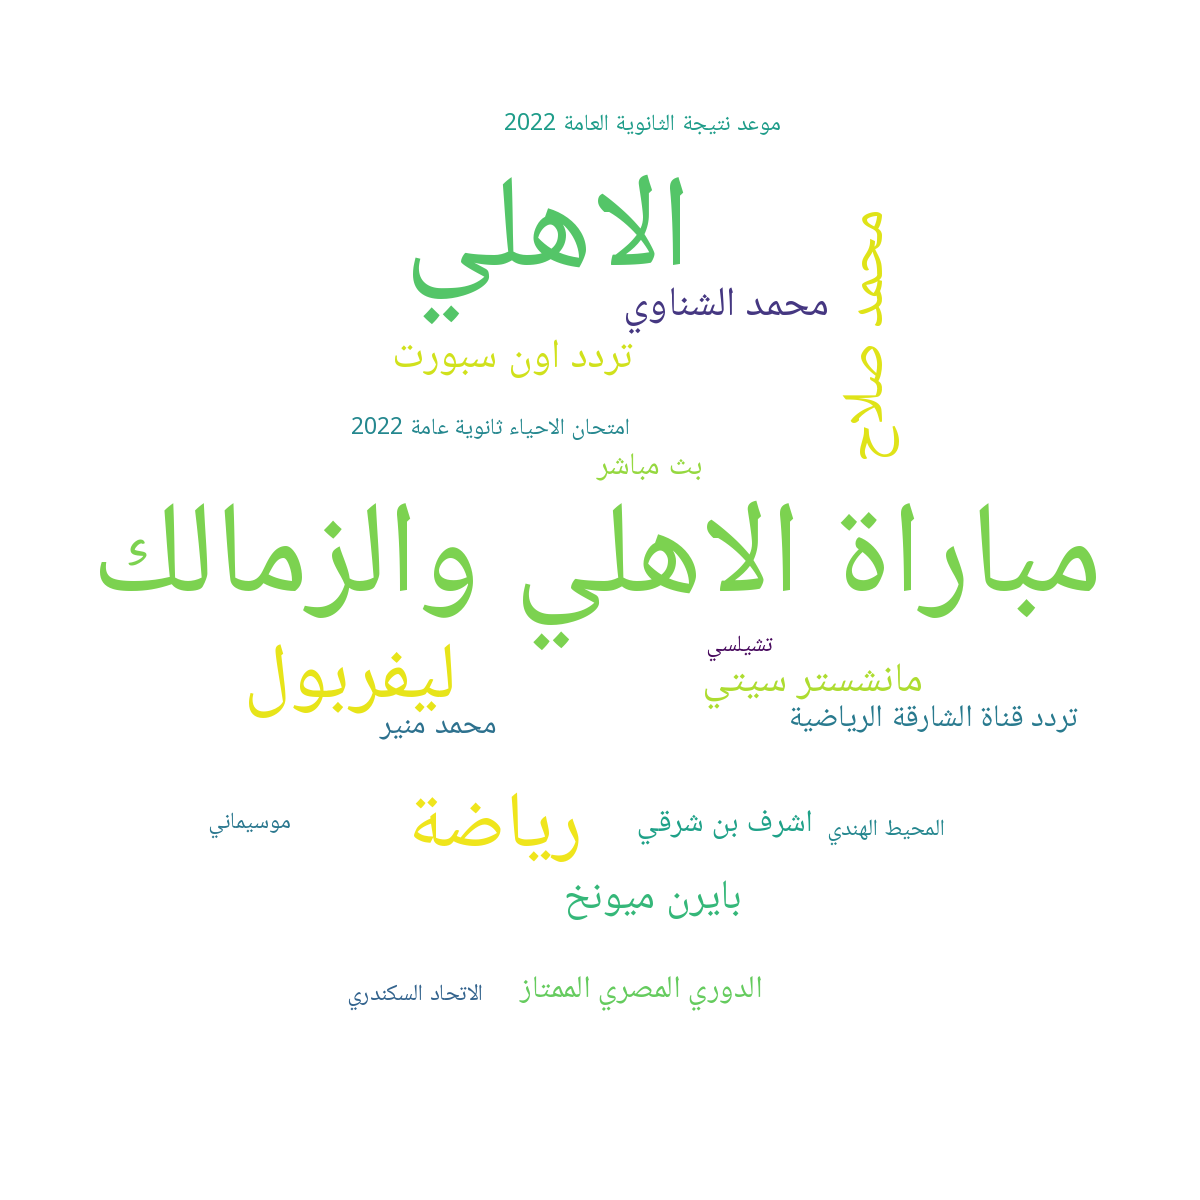 موعد نتيجة الثانوية العامة 2022
الاهلي
محمد صلاح
محمد الشناوي
تردد اون سبورت
امتحان الاحياء ثانوية عامة 2022
بث مباشر
مباراة الاهلي والزمالك
تشيلسي
ليفربول
مانشستر سيتي
تردد قناة الشارقة الرياضية
محمد منير
رياضة
اشرف بن شرقي
المحيط الهندي
موسيماني
بايرن ميونخ
الدوري المصري الممتاز
الاتحاد السكندري